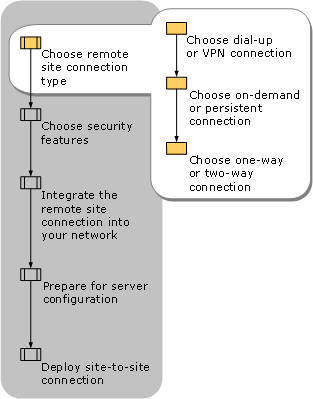 Choose remote
site connection
type
Choose security
features
Integrate the
remote site
connection into
your network
Prepare for server
configuration
Deploy site-to-site
connection
Choose dial-up
or VPN connection
Choose on-demand
or persistent
connection
Choose one-way
or two-way
connection